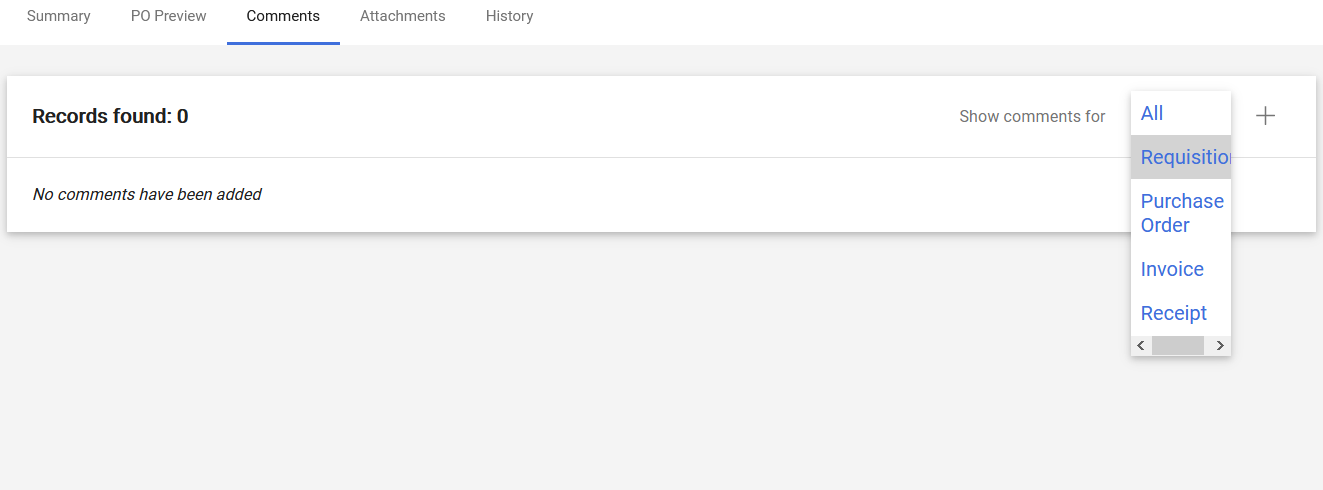 Summary PO Preview Comments Attachments History
Records found: 0 Show comments for
All
Requisition
No comments have been added
Purchase
Order
Invoice
Receipt